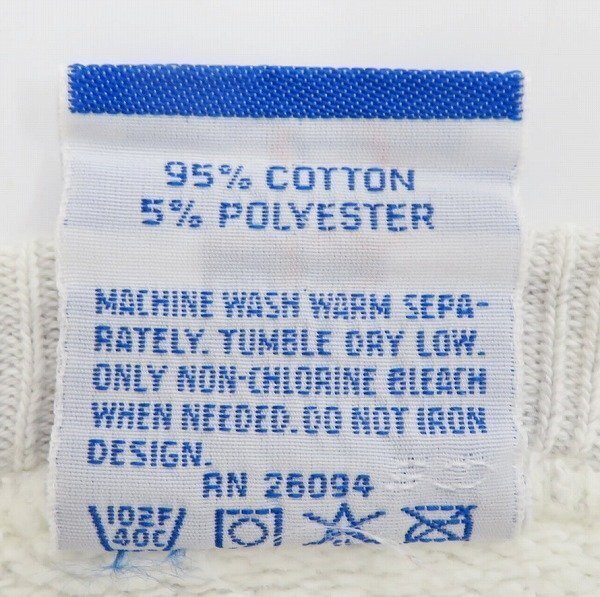 95% COTTON
5% POLYESTER
MACHINE WASH WARM SEPA-
RATELY. TUMBLE DRY LOW.
ONLY NON-CHLORINE BLEACH
WHEN NEEDED. DO NOT IRON
DESIGN.
RN 26094
102F
40C